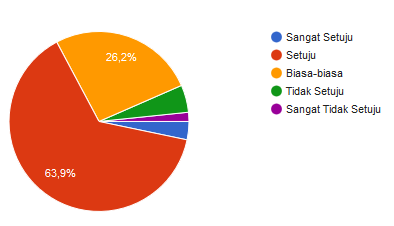 26,2%
63,9%
Sangat Setuju
Setuju
Biasa-biasa
Tidak Setuju
Sangat Tidak Setuju